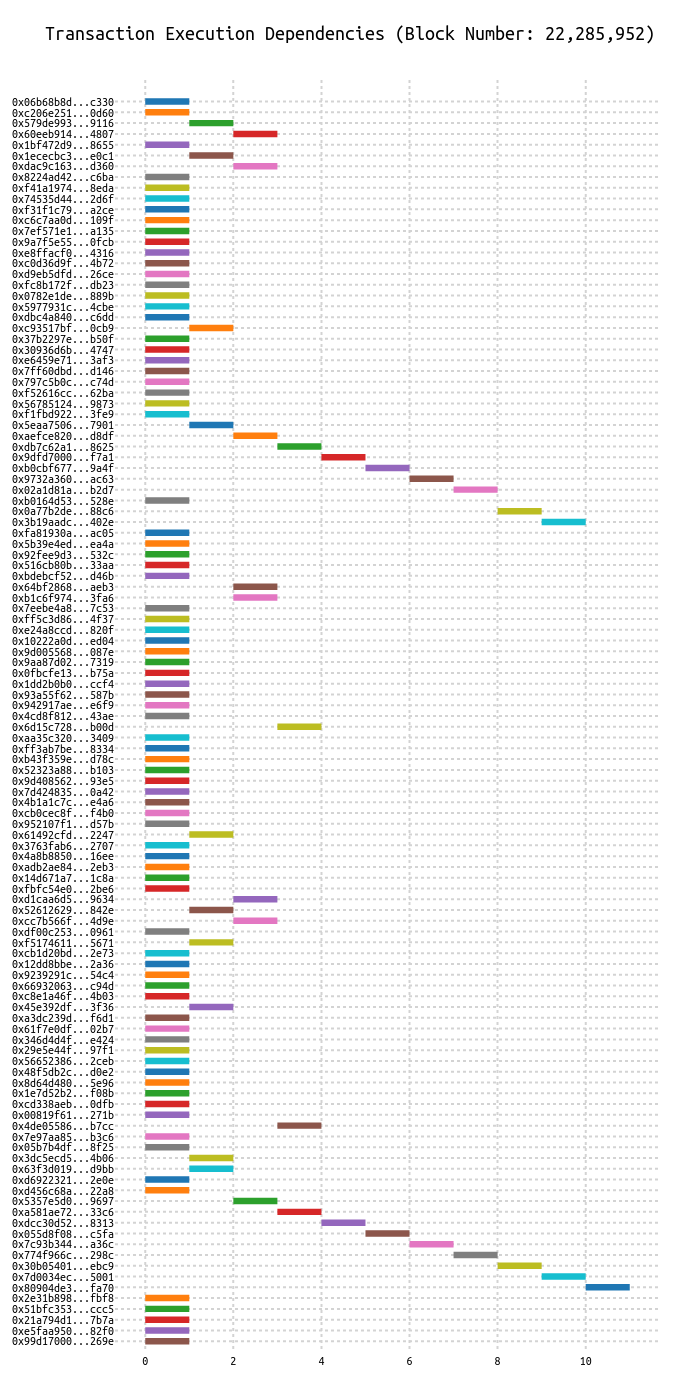 Transaction Execution Dependencies (Block Number: 22,285,952)
0x06b68b8d...c330
0xc206e251...0d60
0x579de993...9116
0x60eeb914...4807
0x1bf472d9...8655
0x1ececbc3...e0c1
0xdac9c163...d360
0x8224ad42...c6ba
0xf41a1974...8eda
0x74535d44...2d6f
0xf31f1c79...a2ce
0xc6c7aa0d...109f
0x7ef571e1...a135
0x9a7f5e55...0fcb
0xe8ffacf0...4316
0xc0d36d9f...4b72
0xd9eb5dfd...26ce
0xfc8b172f...db23
0x0782e1de...889b
0x5977931c...4cbe
0xdbc4a840...c6dd
0xc93517bf...0cb9
0x37b2297e...b50f
0x30936d6b...4747
0xe6459e71...3af3
0x7ff60dbd...d146
0x797c5b0c...c74d
0xf52616cc...62ba
0x56785124...9873
0xf1fbd922...3fe9
0x5eaa7506...7901
0xaefce820...d8df
0xdb7c62a1...8625
0x9dfd7000...f7a1
0xb0cbf677...9a4f
0x9732a360...ac63
0x02a1d81a...b2d7
0xb0164d53...528e
0x0a77b2de...88c6
0x3b19aadc...402e
0xfa81930a...ac05
0x5b39e4ed...ea4a
0x92fee9d3...532c
0x516cb80b...33aa
0xbdebcf52...d46b
0x64bf2868...aeb3
0xb1c6f974...3fa6
0x7eebe4a8...7c53
0xff5c3d86...4f37
0xe24a8ccd...820f
0x10222a0d...ed04
0x9d005568...087e
0x9aa87d02...7319
0x0fbcfe13...b75a
0x1dd2b0b0...ccf4
0x93a55f62...587b
0x942917ae...e6f9
0x4cd8f812...43ae
0x6d15c728...b00d
0xaa35c320...3409
0xff3ab7be...8334
0xb43f359e...d78c
0x52323a88...b103
0x9d408562...93e5
0x7d424835...0a42
0x4b1a1c7c...e4a6
0xcb0cec8f...f4b0
0x952107f1...d57b
0x61492cfd...2247
0x3763fab6...2707
0x4a8b8850...16ee
0xadb2ae84...2eb3
0x14d671a7...1c8a
0xfbfc54e0...2be6
0xd1caa6d5...9634
0x52612629...842e
0xcc7b566f...4d9e
0xdf00c253...0961
0xf5174611...5671
0xcb1d20bd...2e73
0x12dd8bbe...2a36
0x9239291c...54c4
0x66932063...c94d
0xc8e1a46f...4b03
0x45e392df...3f36
0xa3dc239d...f6d1
0x61f7e0df...02b7
0x346d4d4f...e424
0x29e5e44f...97f1
0x56652386...2ceb
0x48f5db2c...d0e2
0x8d64d480...5e96
0x1e7d52b2...f08b
0xcd338aeb...0dfb
0x00819f61...271b
0x4de05586...b7cc
0x7e97aa85...b3c6
0x05b7b4df...8f25
0x3dc5ecd5...4b06
0x63f3d019...d9bb
0xd6922321...2e0e
0xd456c68a...22a8
0x5357e5d0...9697
0xa581ae72...33c6
0xdcc30d52...8313
0x055d8f08...c5fa
0x7c93b344...a36c
0x774f966c...298c
0x30b05401...ebc9
0x7d0034ec...5001
0x80904de3...fa70
0x2e31b898...fbf8
0x51bfc353...ccc5
0x21a794d1...7b7a
0xe5faa950...82f0
0x99d17000...269e
0 2 4 6 8 10